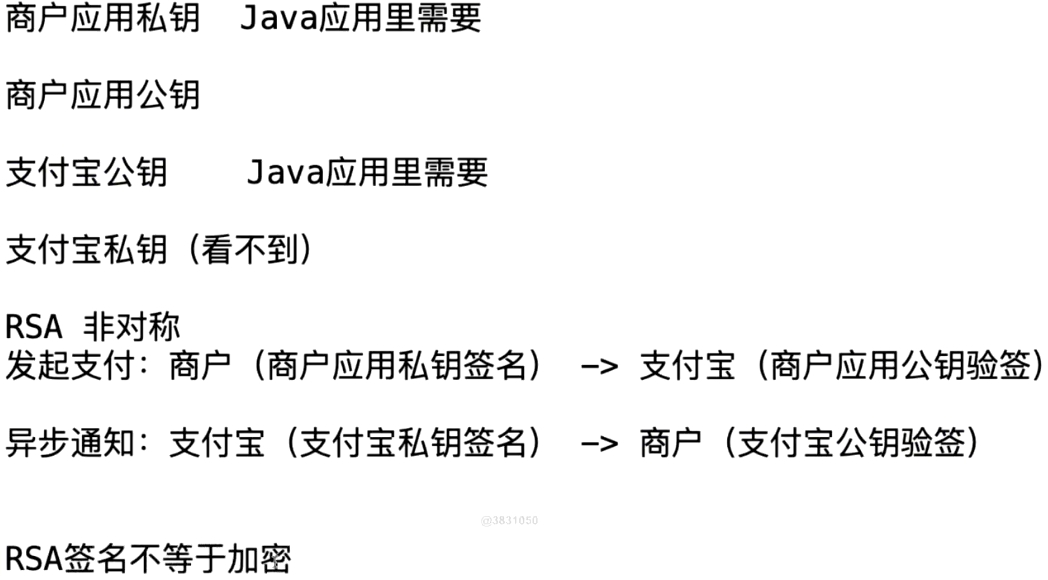 商户应用私钥  Java应用里需要
商户应用公钥
支付宝公钥    Java应用里需要
支付宝私钥（看不到）
RSA 非对称
发起支付：商户（商户应用私钥签名） —> 支付宝（商户应用公钥验签）
异步通知：支付宝（支付宝私钥签名） —> 商户（支付宝公钥验签）
@3831050
RSA签名不等于加密